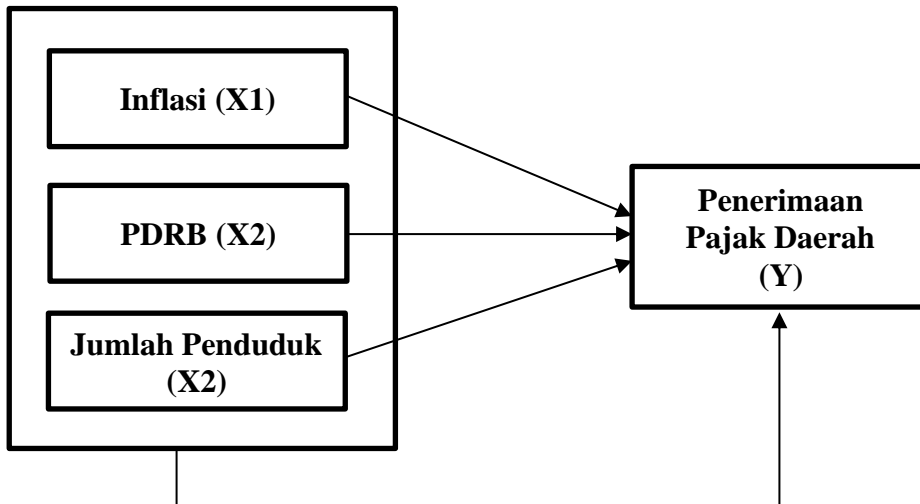 Inflasi (X1)
PDRB (X2)
Jumlah Penduduk
(X2)
Penerimaan
Pajak Daerah
(Y)